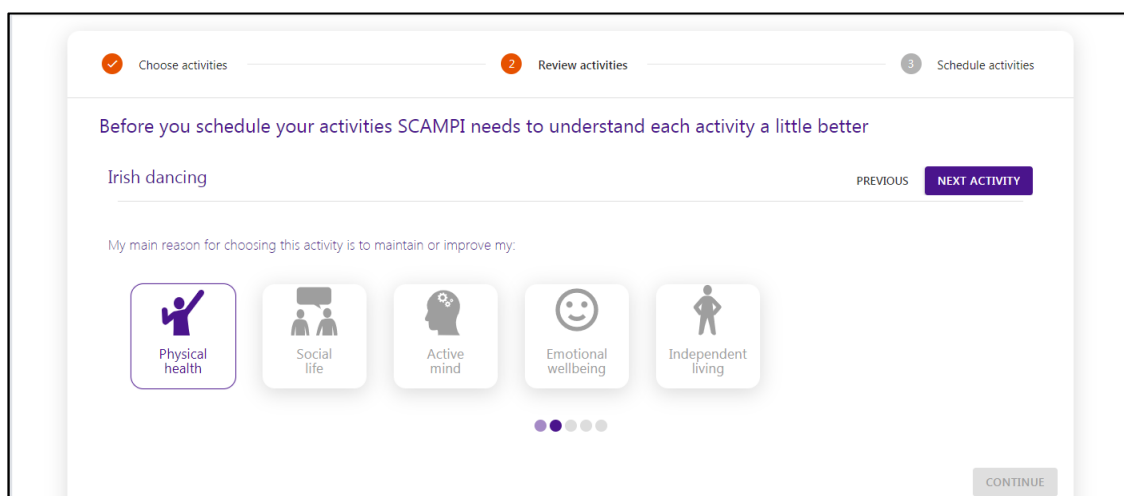 Choose activities
2 Review activities
3 Schedule activities
Before you schedule your activities SCAMPI needs to understand each activity a little better
Irish dancing
PREVIOUS
NEXT ACTIVITY
My main reason for choosing this activity is to maintain or improve my:
Physical
health
Social
life
Active
mind
Emotional
wellbeing
Independent
living
CONTINUE